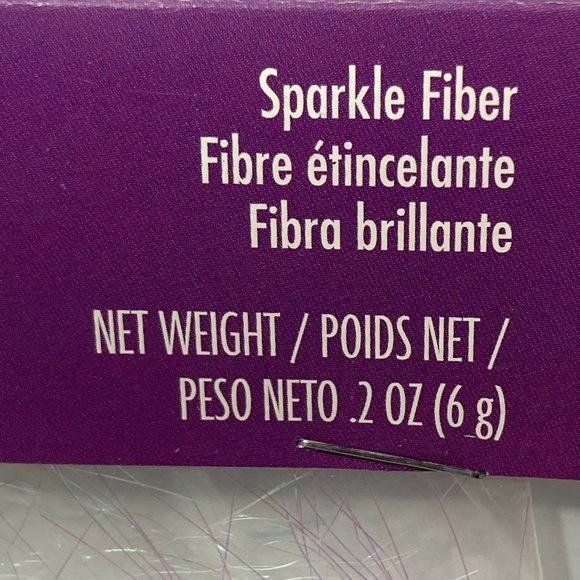 Sparkle Fiber
Fibre étincelante
Fibra brillante
NET WEIGHT / POIDS NET /
PESO NETO .2 OZ (6 g)